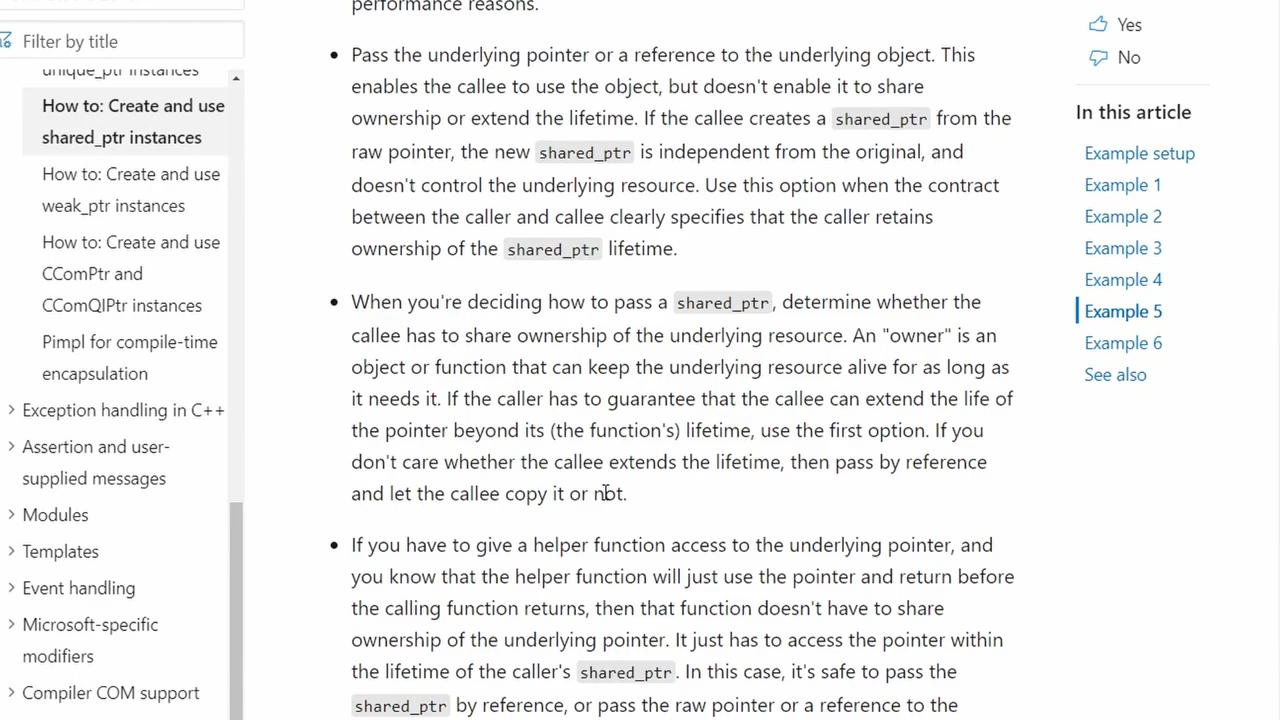 Filter by title
unique_ptr instances
How to: Create and use
shared_ptr instances
How to: Create and use
weak_ptr instances
How to: Create and use
CComPtr and
CComQIPtr instances
Pimpl for compile-time
encapsulation
Exception handling in C++
Assertion and user-
supplied messages
Modules
Templates
Event handling
Microsoft-specific
modifiers
Compiler COM support
performance reasons.
• Pass the underlying pointer or a reference to the underlying object. This
enables the callee to use the object, but doesn't enable it to share
ownership or extend the lifetime. If the callee creates a shared_ptr from the
raw pointer, the new shared_ptr is independent from the original, and
doesn't control the underlying resource. Use this option when the contract
between the caller and callee clearly specifies that the caller retains
ownership of the shared_ptr lifetime.
• When you're deciding how to pass a shared_ptr, determine whether the
callee has to share ownership of the underlying resource. An "owner" is an
object or function that can keep the underlying resource alive for as long as
it needs it. If the caller has to guarantee that the callee can extend the life of
the pointer beyond its (the function's) lifetime, use the first option. If you
don't care whether the callee extends the lifetime, then pass by reference
and let the callee copy it or not.
• If you have to give a helper function access to the underlying pointer, and
you know that the helper function will just use the pointer and return before
the calling function returns, then that function doesn't have to share
ownership of the underlying pointer. It just has to access the pointer within
the lifetime of the caller's shared_ptr. In this case, it's safe to pass the
shared_ptr by reference, or pass the raw pointer or a reference to the
Yes
No
In this article
Example setup
Example 1
Example 2
Example 3
Example 4
Example 5
Example 6
See also